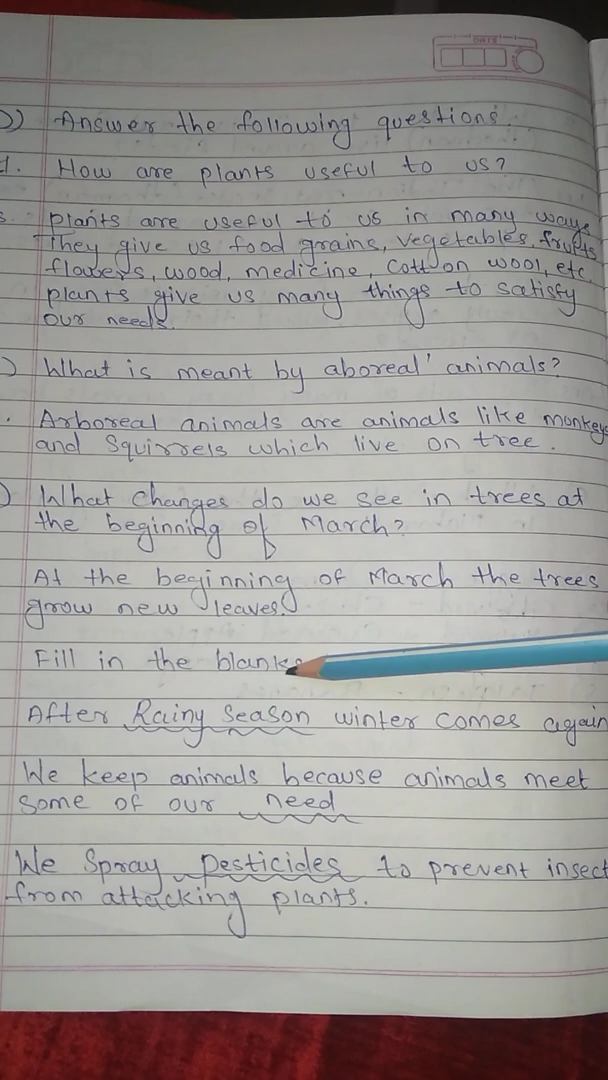 DATE
D) Answer the following questions.
1. How are plants useful to us?
s. plants are useful to us in many ways
They give us food grains, vegetables, fruits
flowers, wood, medicine, cotton wool, etc.
plants give us many things to satisfy
our needs.
) What is meant by aboreal' animals?
. Arboreal animals are animals like monkeys
and Squirrels which live on tree.
) What changes do we see in trees at
the beginning of March?
At the beginning of March the trees
grow new leaves.
Fill in the blanks
After Rainy season winter comes again
We keep animals because animals meet
some of our need
We Spray pesticides to prevent insect
from attacking plants.